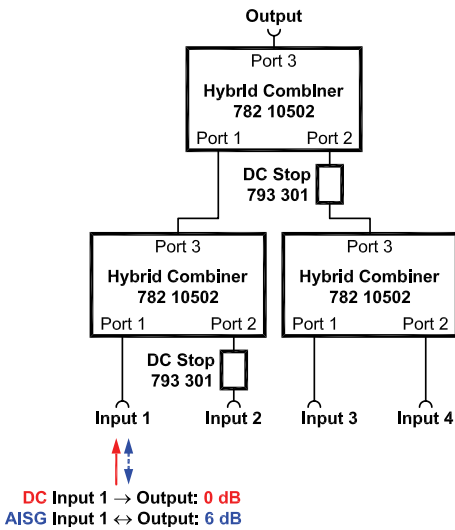 Output
Port 3
Hybrid Combiner
782 10502
Port 1 Port 2
DC Stop
793 301
Port 3
Hybrid Combiner
782 10502
Port 1 Port 2
Port 3
Hybrid Combiner
782 10502
Port 1 Port 2
DC Stop
793 301
Input 1 Input 2 Input 3 Input 4
DC Input 1 → Output: 0 dB
AISG Input 1 ↔ Output: 6 dB